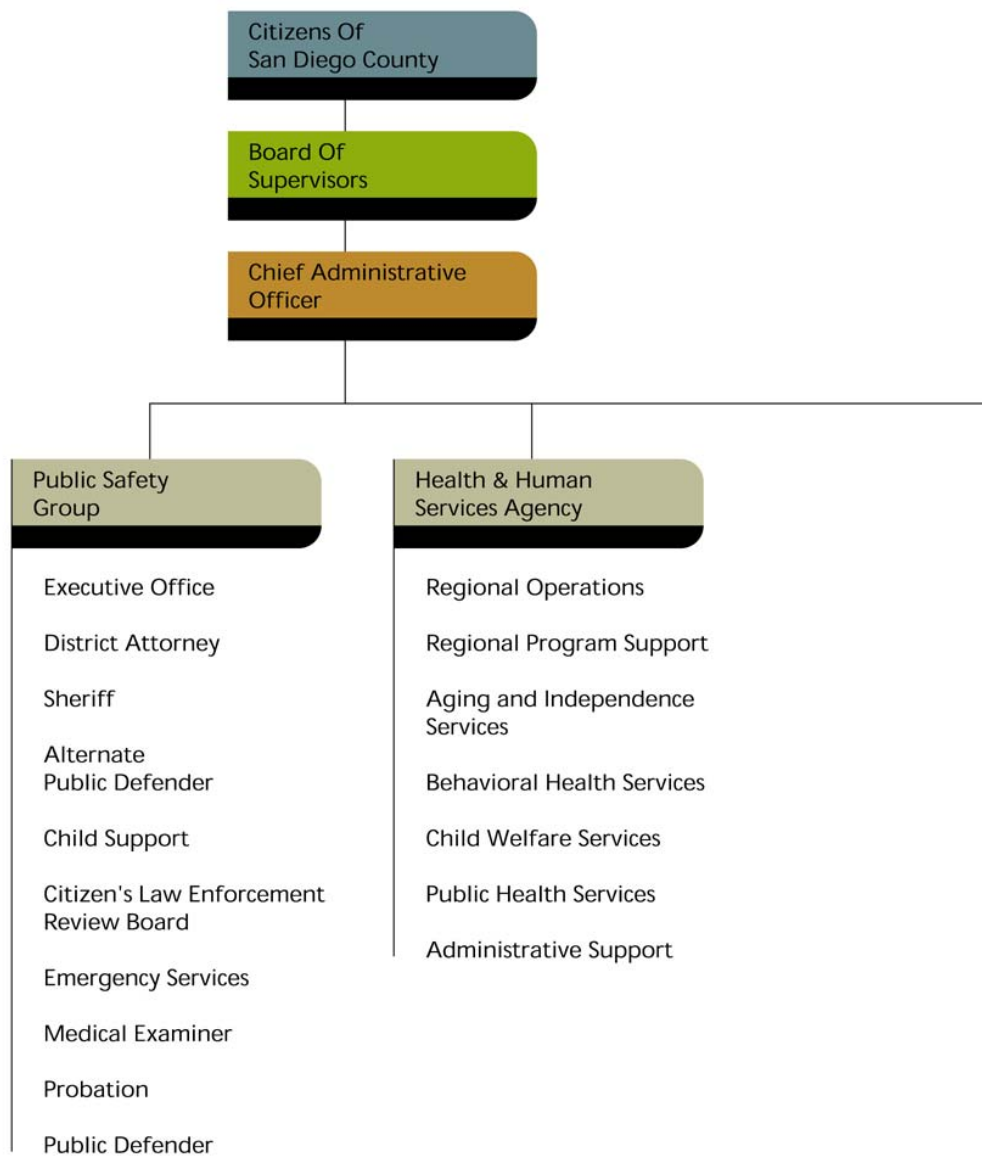 Citizens Of
San Diego County
Board Of
Supervisors
Chief Administrative
Officer
Public Safety
Group
Executive Office
District Attorney
Sheriff
Alternate
Public Defender
Child Support
Citizen's Law Enforcement
Review Board
Emergency Services
Medical Examiner
Probation
Public Defender
Health & Human
Services Agency
Regional Operations
Regional Program Support
Aging and Independence
Services
Behavioral Health Services
Child Welfare Services
Public Health Services
Administrative Support